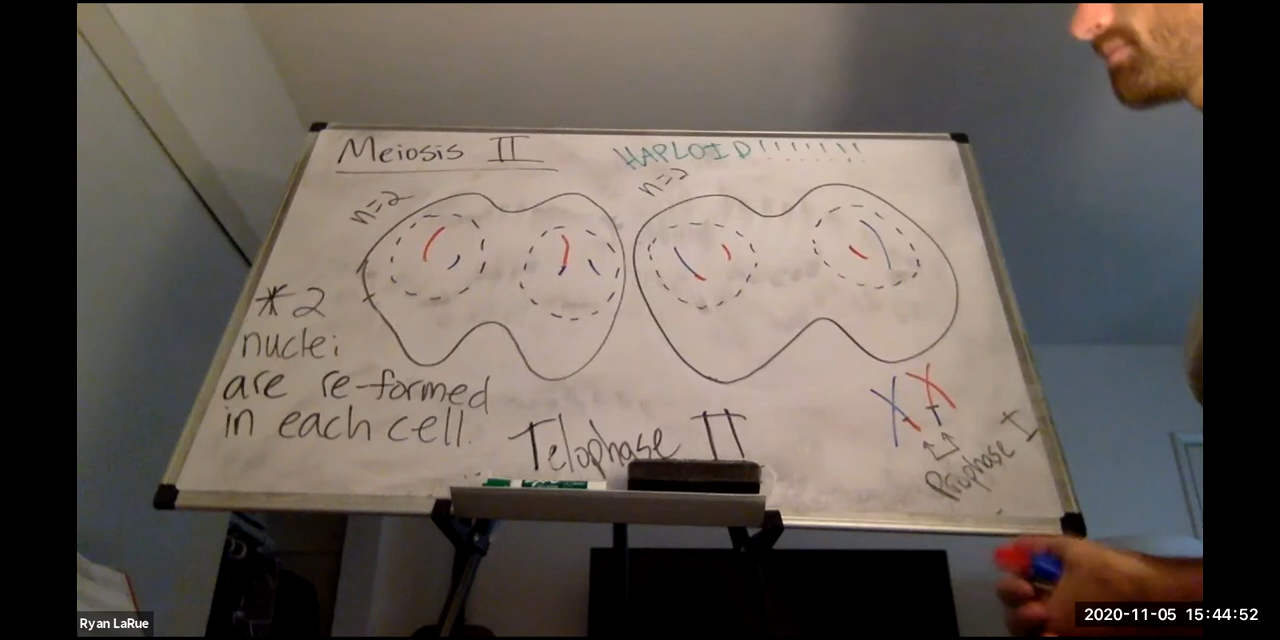 Meiosis II
HAPLOID!!!!!!!
n=2
n=2
*2
nuclei
are re-formed
in each cell.
Telophase II
Prophase I
Ryan LaRue
2020-11-05 15:44:52